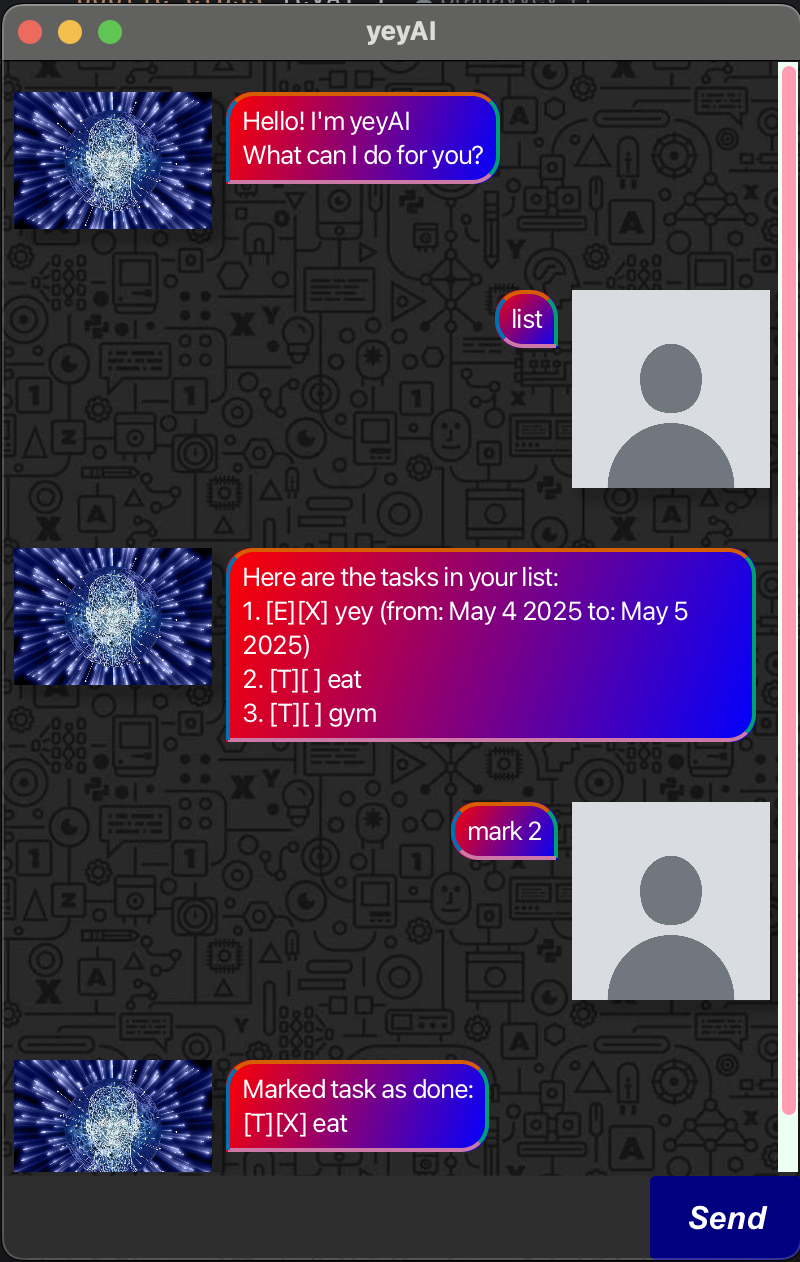 yeyAI
Hello! I'm yeyAI
What can I do for you?
list
Here are the tasks in your list:
1. [E][X] yey (from: May 4 2025 to: May 5
2025)
2. [T][ ] eat
3. [T][ ] gym
mark 2
Marked task as done:
[T][X] eat
Send